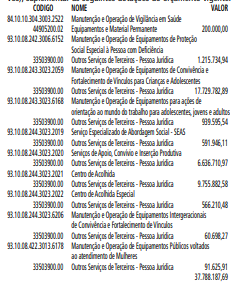 CODIGO NOME VALOR
84.10.10.304.3003.2522 Manutenção e Operação de Vigilância em Saúde
44905200.02 Equipamentos e Material Permanente 200.000,00
93.10.08.242.3006.6152 Manutenção e Operação de Equipamentos de Proteção
Social Especial à Pessoa com Deficiência
33503900.00 Outros Serviços de Terceiros - Pessoa Jurídica 1.215.734,94
93.10.08.243.3023.2059 Manutenção e Operação de Equipamentos de Convivência e
Fortalecimento de Vínculos para Crianças e Adolescentes
33503900.00 Outros Serviços de Terceiros - Pessoa Jurídica 17.729.782,89
93.10.08.243.3023.6168 Manutenção e Operação de Equipamentos para ações de
orientação ao mundo do trabalho para adolescentes, jovens e adultos
33503900.00 Outros Serviços de Terceiros - Pessoa Jurídica 939.595,54
93.10.08.244.3023.2019 Serviço Especializado de Abordagem Social - SEAS
33503900.00 Outros Serviços de Terceiros - Pessoa Jurídica 591.946,11
93.10.08.244.3023.2020 Serviços de Apoio, Convívio e Inserção Produtiva
33503900.00 Outros Serviços de Terceiros - Pessoa Jurídica 6.636.710,97
93.10.08.244.3023.2021 Centro de Acolhida
33503900.00 Outros Serviços de Terceiros - Pessoa Jurídica 9.755.882,58
93.10.08.244.3023.2022 Centro de Acolhida Especial
33503900.00 Outros Serviços de Terceiros - Pessoa Jurídica 566.210,48
93.10.08.244.3023.6206 Manutenção e Operação de Equipamentos Intergeracionais
de Convivência e Fortalecimento de Vínculos
33503900.00 Outros Serviços de Terceiros - Pessoa Jurídica 60.698,27
93.10.08.422.3013.6178 Manutenção e Operação de Equipamentos Públicos voltados
ao atendimento de Mulheres
33503900.00 Outros Serviços de Terceiros - Pessoa Jurídica 91.625,91
37.788.187,69